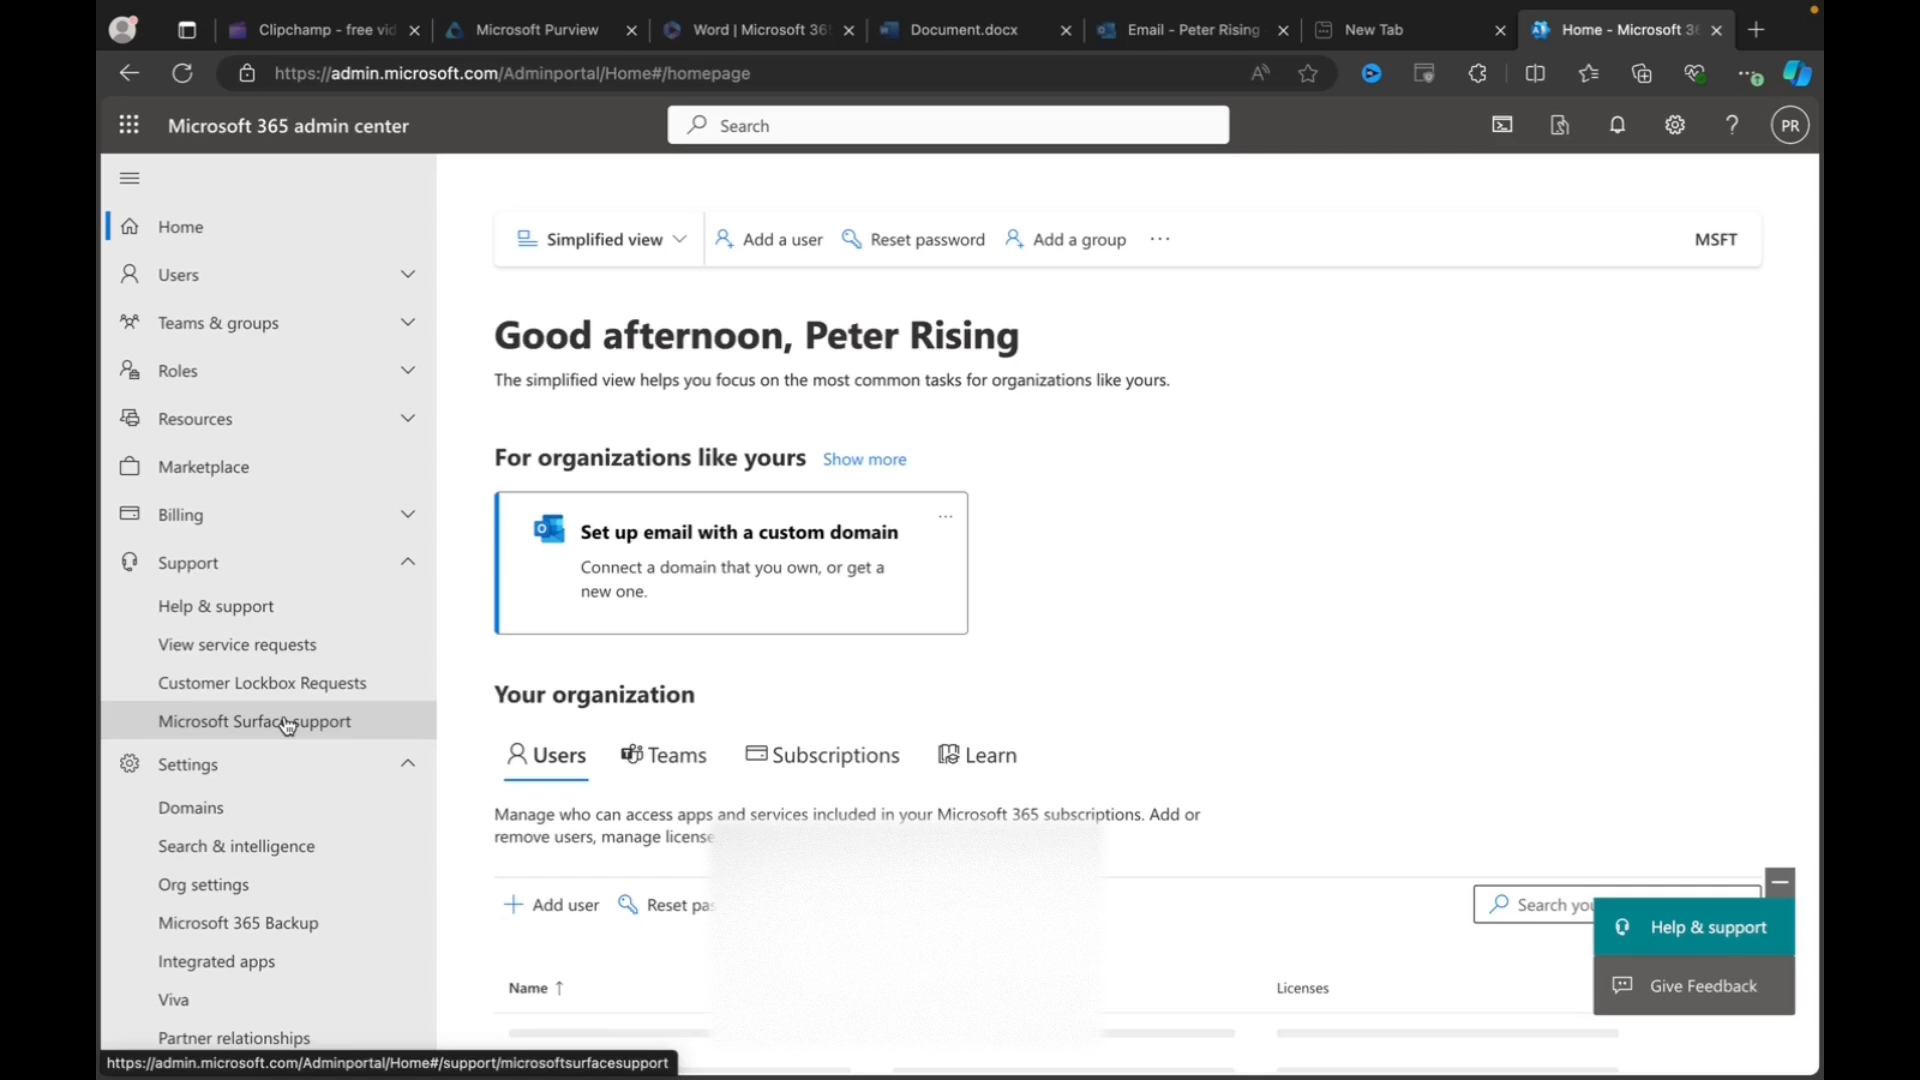 Clipchamp - free vid
Microsoft Purview
Word | Microsoft 36
Document.docx
Email - Peter Rising
New Tab
Home - Microsoft 36
https://admin.microsoft.com/Adminportal/Home#/homepage
Microsoft 365 admin center
Search
PR
Home
Users
Teams & groups
Roles
Resources
Marketplace
Billing
Support
Help & support
View service requests
Customer Lockbox Requests
Microsoft Surface support
Settings
Domains
Search & intelligence
Org settings
Microsoft 365 Backup
Integrated apps
Viva
Partner relationships
https://admin.microsoft.com/Adminportal/Home#/support/microsoftsurfacesupport
Simplified view
Add a user
Reset password
Add a group
MSFT
Good afternoon, Peter Rising
The simplified view helps you focus on the most common tasks for organizations like yours.
For organizations like yours
Show more
Set up email with a custom domain
Connect a domain that you own, or get a
new one.
Your organization
Users
Teams
Subscriptions
Learn
Manage who can access apps and services included in your Microsoft 365 subscriptions. Add or
remove users, manage license
Add user
Reset pas
Search you
Name ↑
Licenses
Help & support
Give Feedback